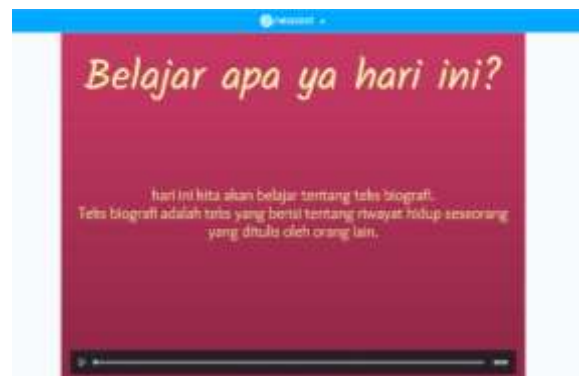 Belajar apa ya hari ini?
hari ini kita akan belajar tentang teks biografi.
Teks biografi adalah teks yang berisi tentang riwayat hidup seseorang
yang ditulis oleh orang lain.